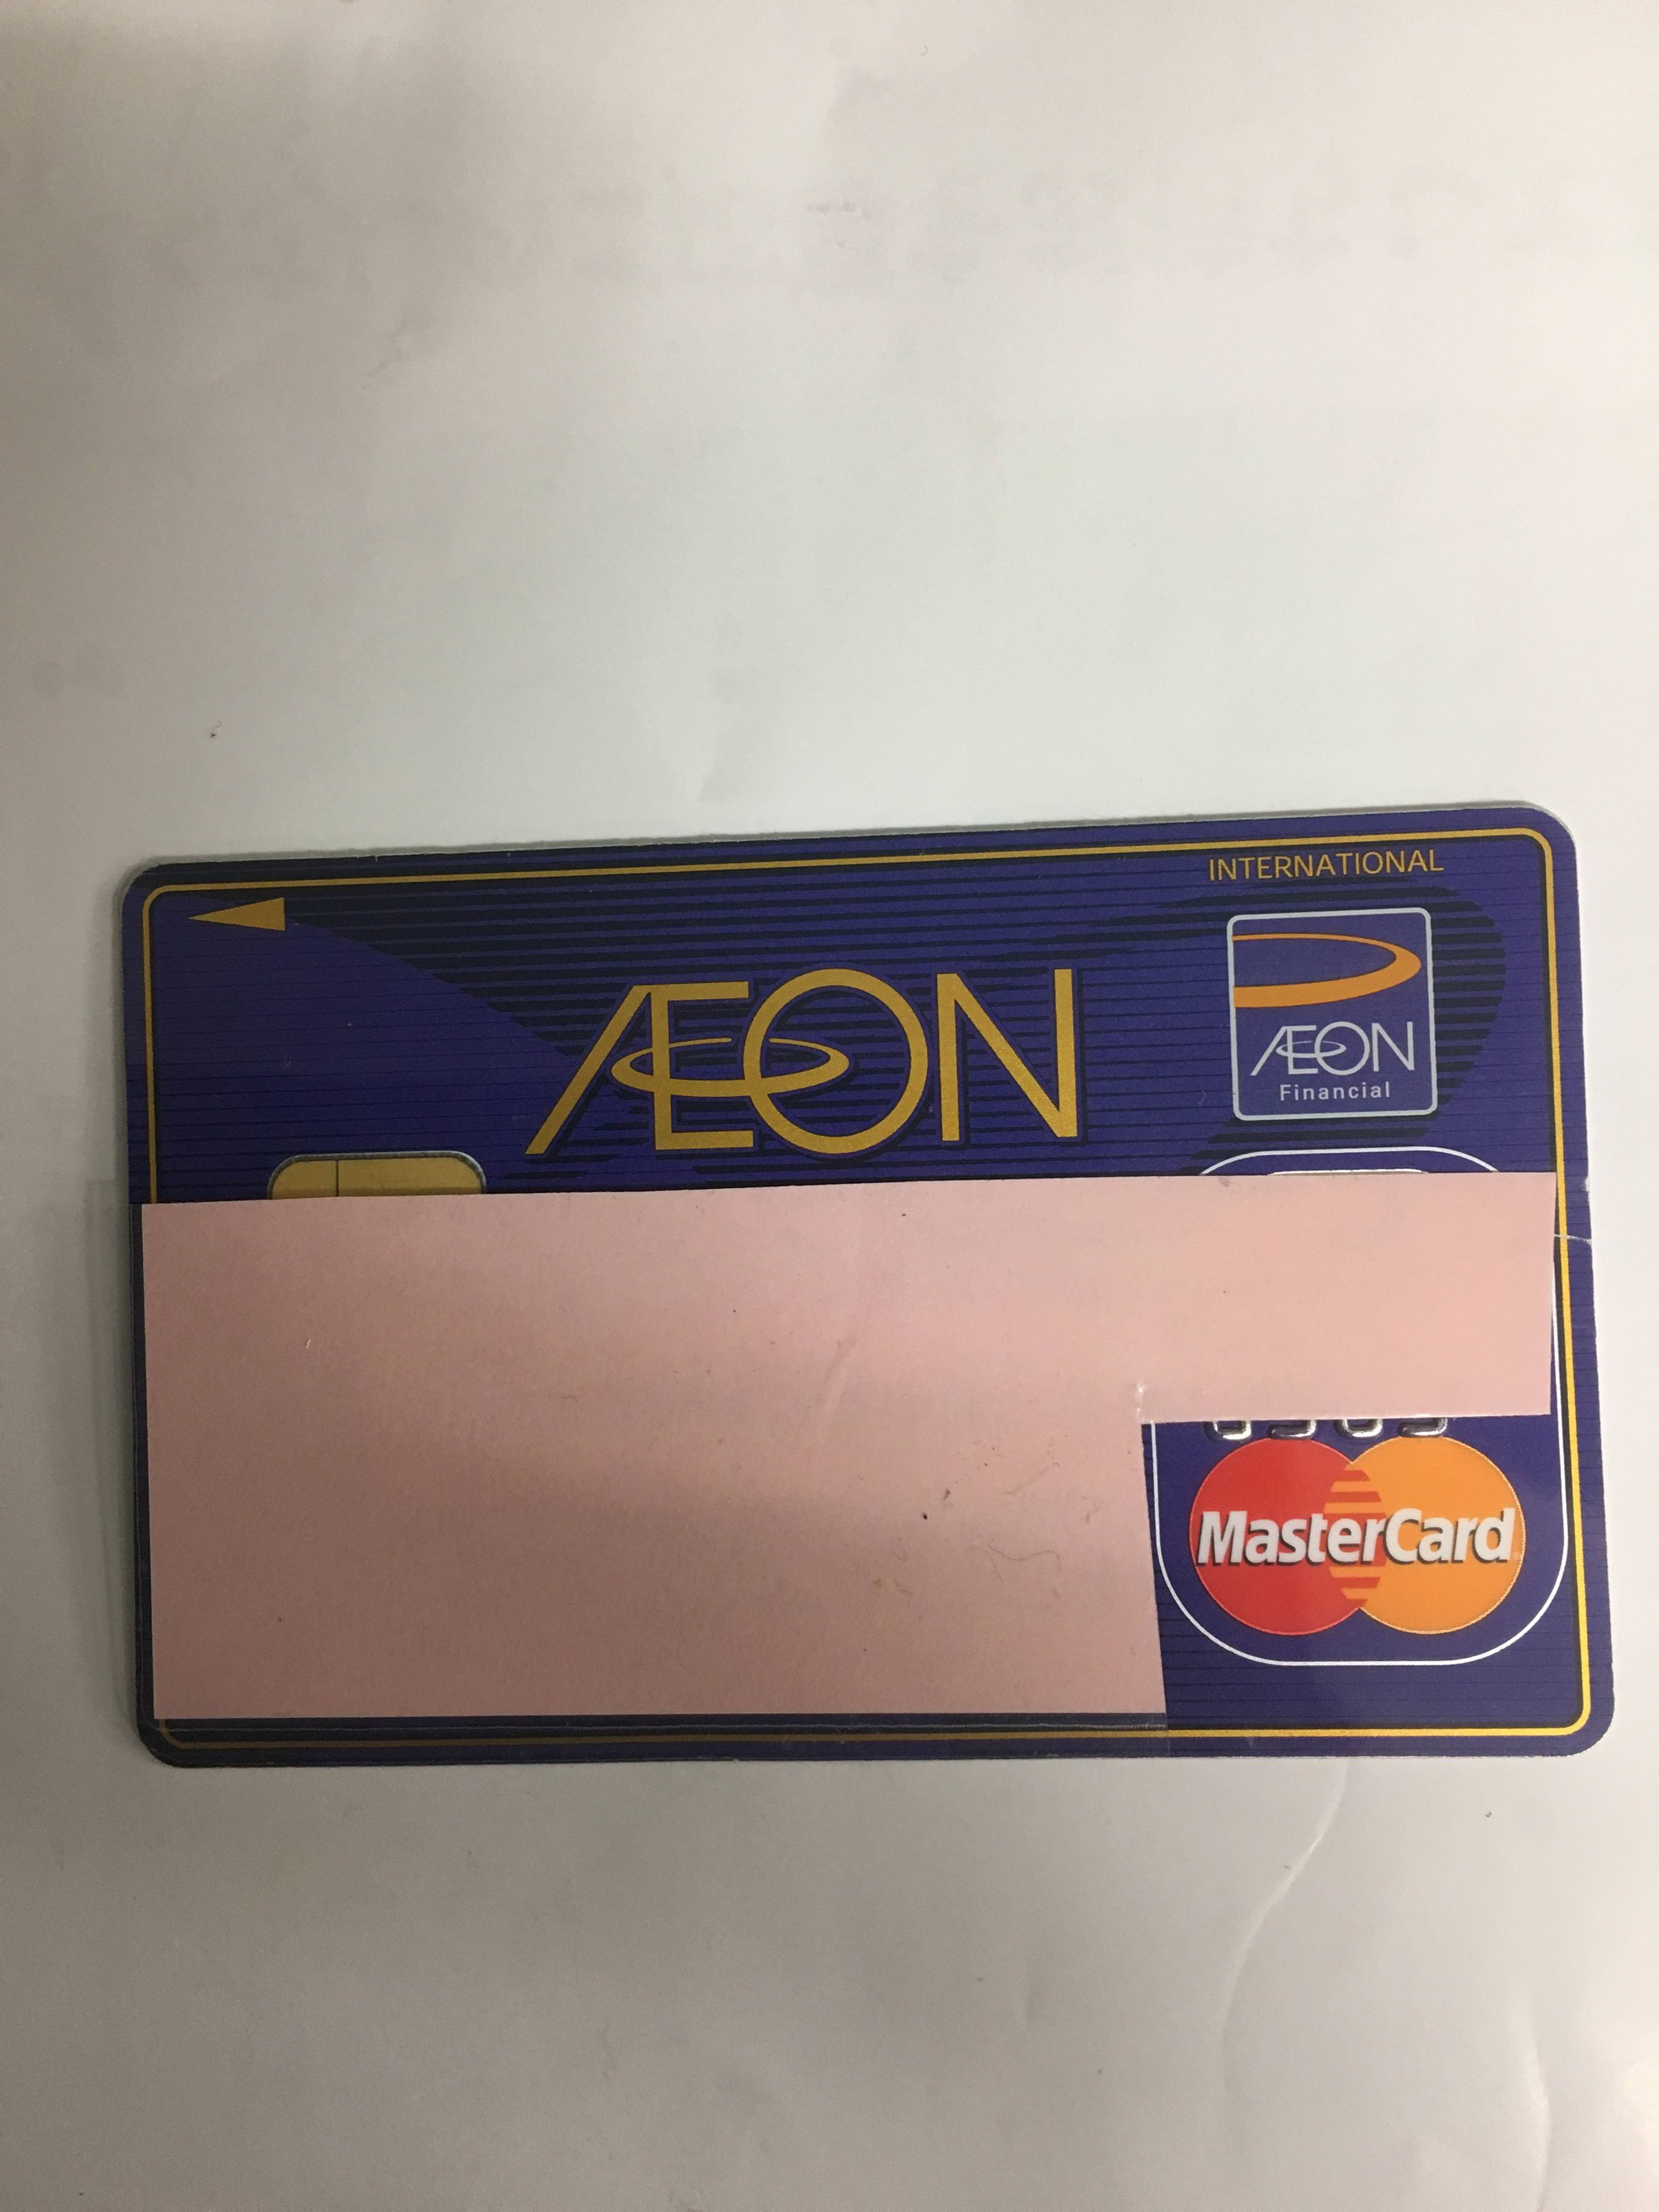 INTERNATIONAL
ÆON
ÆON
Financial
MasterCard